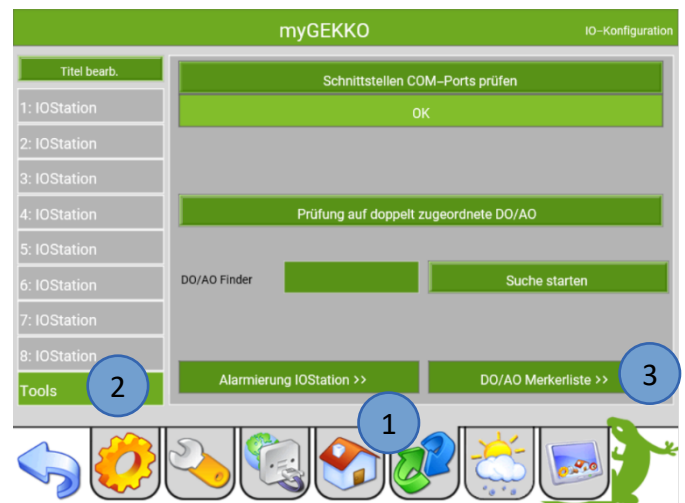 myGEKKO
IO-Konfiguration
Titel bearb.
1: IOStation
2: IOStation
3: IOStation
4: IOStation
5: IOStation
6: IOStation
7: IOStation
8: IOStation
Tools
2
Schnittstellen COM-Ports prüfen
OK
Prüfung auf doppelt zugeordnete DO/AO
DO/AO Finder
Suche starten
Alarmierung IOStation >>
DO/AO Merkerliste >>
3
1